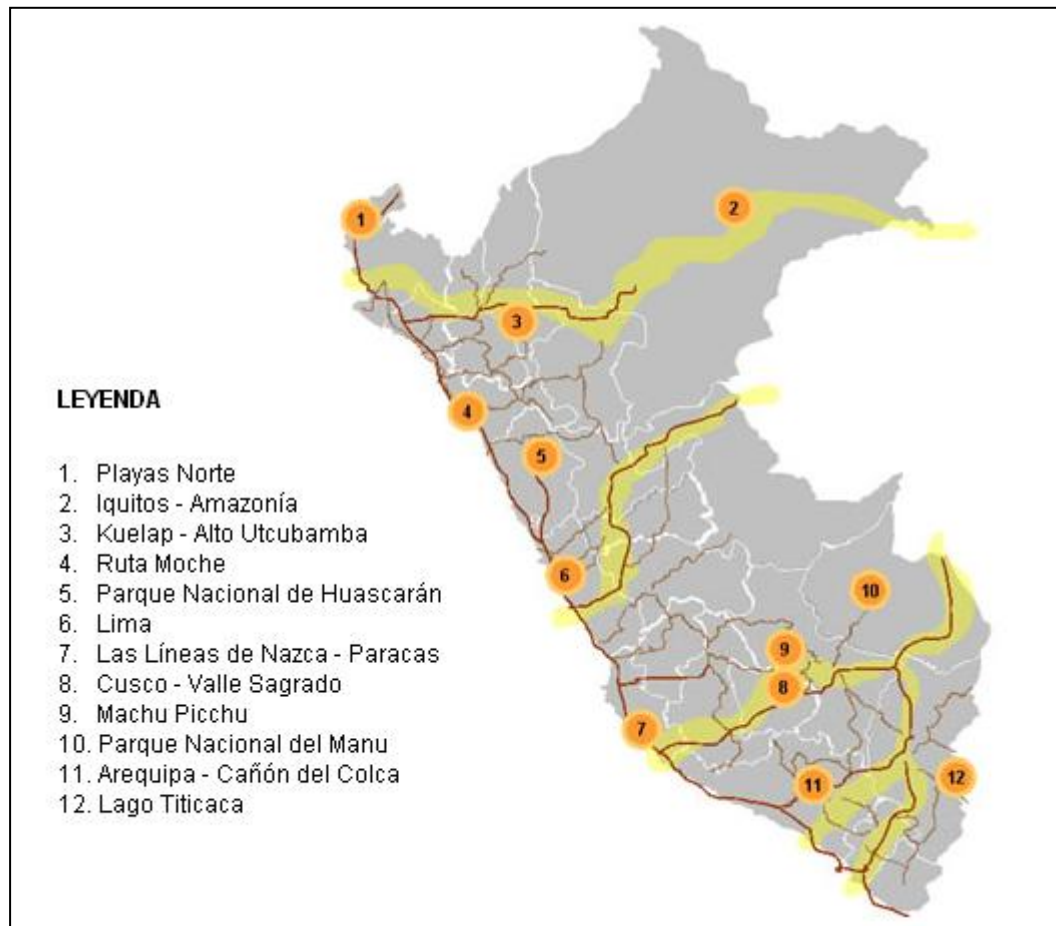 1
2
3
4
5
6
7
8
9
10
11
12
LEYENDA
1. Playas Norte
2. Iquitos - Amazonía
3. Kuelap - Alto Utcubamba
4. Ruta Moche
5. Parque Nacional de Huascarán
6. Lima
7. Las Líneas de Nazca - Paracas
8. Cusco - Valle Sagrado
9. Machu Picchu
10. Parque Nacional del Manu
11. Arequipa - Cañón del Colca
12. Lago Titicaca